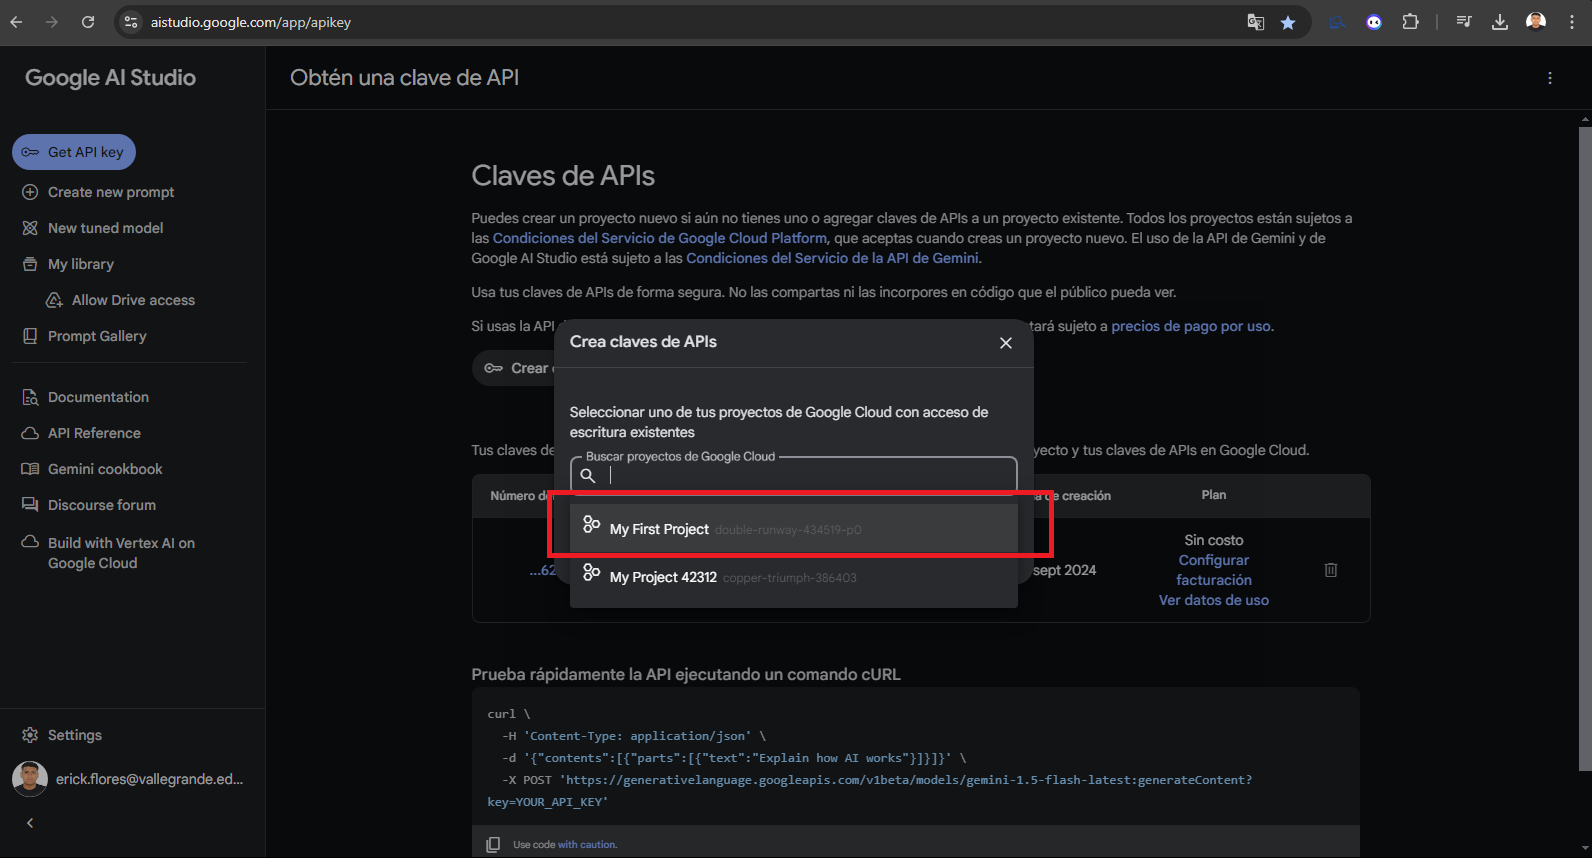 aistudio.google.com/app/apikey
Google AI Studio
Obtén una clave de API
Get API key
Create new prompt
New tuned model
My library
Allow Drive access
Prompt Gallery
Documentation
API Reference
Gemini cookbook
Discourse forum
Build with Vertex AI on
Google Cloud
Settings
erick.flores@vallegrande.ed...
Claves de APIs
Puedes crear un proyecto nuevo si aún no tienes uno o agregar claves de APIs a un proyecto existente. Todos los proyectos están sujetos a
las Condiciones del Servicio de Google Cloud Platform, que aceptas cuando creas un proyecto nuevo. El uso de la API de Gemini y de
Google AI Studio está sujeto a las Condiciones del Servicio de la API de Gemini.
Usa tus claves de APIs de forma segura. No las compartas ni las incorpores en código que el público pueda ver.
Si usas la API tará sujeto a precios de pago por uso.
Crear
Crea claves de APIs
Seleccionar uno de tus proyectos de Google Cloud con acceso de
escritura existentes
Buscar proyectos de Google Cloud
My First Project double-runway-434519-p0
My Project 42312 copper-triumph-386403
Tus claves de yecto y tus claves de APIs en Google Cloud.
Número de de creación Plan
...62 sept 2024 Sin costo
Configurar
facturación
Ver datos de uso
Prueba rápidamente la API ejecutando un comando cURL
curl \
-H 'Content-Type: application/json' \
-d '{"contents":[{"parts":[{"text":"Explain how AI works"}]}]}' \
-X POST 'https://generativelanguage.googleapis.com/v1beta/models/gemini-1.5-flash-latest:generateContent?
key=YOUR_API_KEY'
Use code with caution.